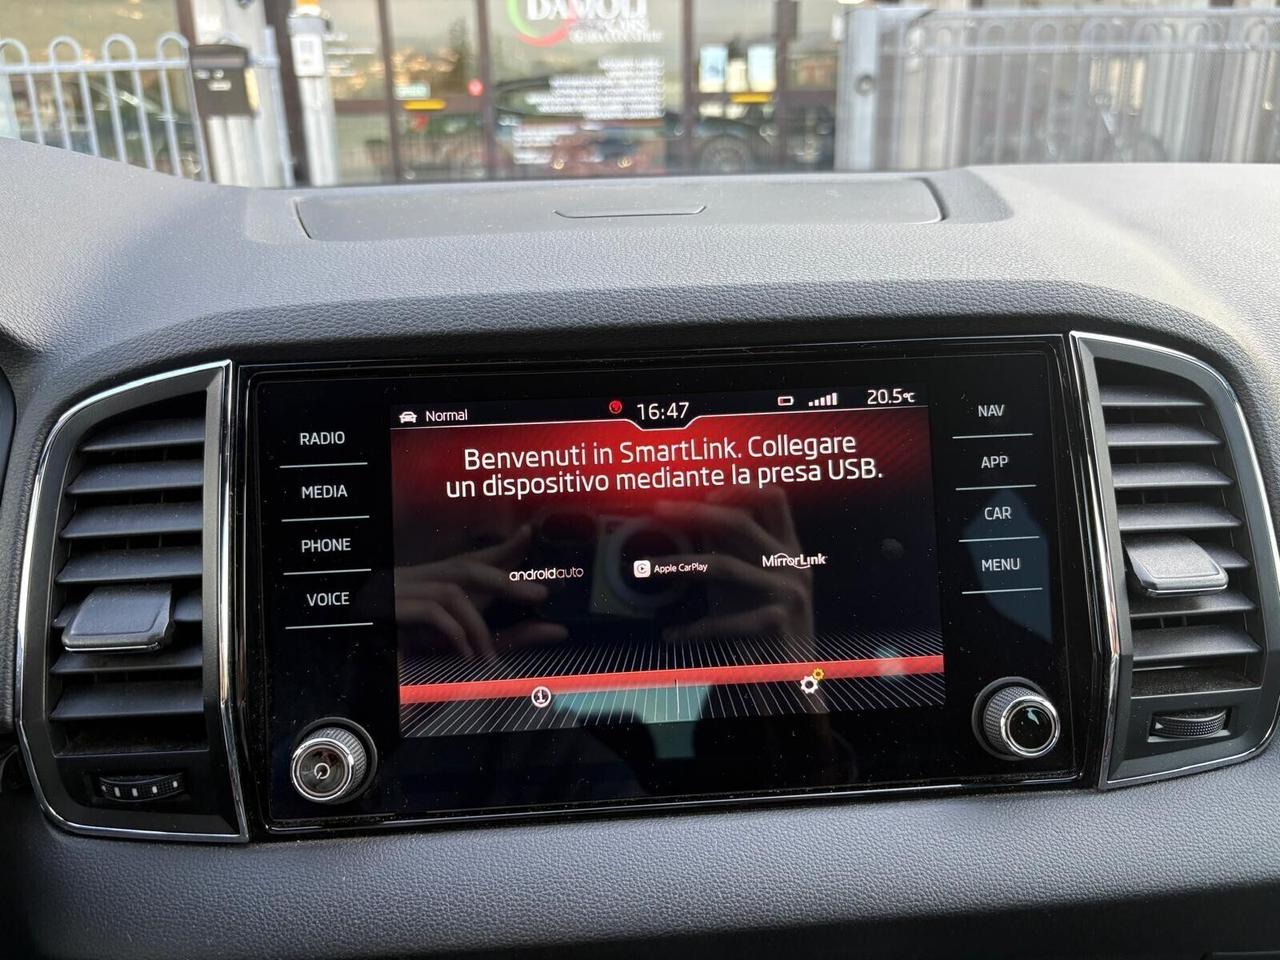 DAMOLI
Normal
16:47
20.5°C
Benvenuti in SmartLink. Collegare
un dispositivo mediante la presa USB.
androidauto
Apple CarPlay
MirrorLink
RADIO
MEDIA
PHONE
VOICE
NAV
APP
CAR
MENU